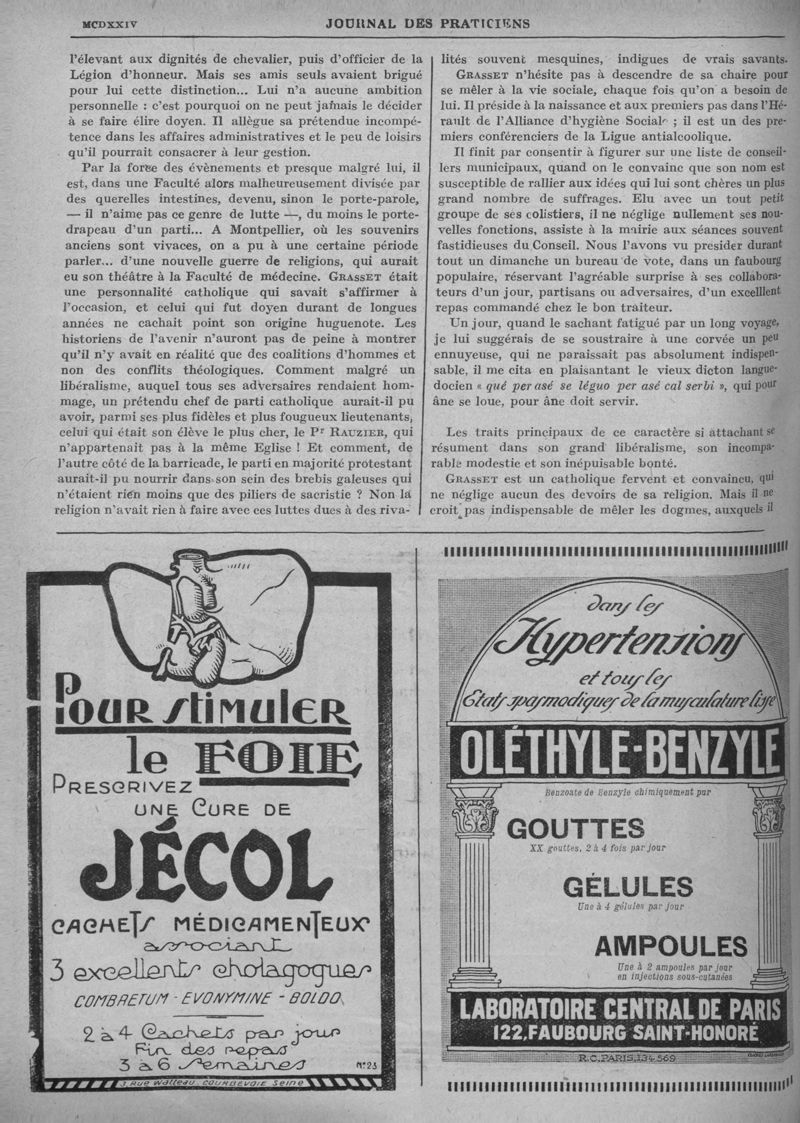 MCDXXIV
JOURNAL DES PRATICIENS
l'élevant aux dignités de chevalier, puis d'officier de la
Légion d'honneur. Mais ses amis seuls avaient brigué
pour lui cette distinction... Lui n'a aucune ambition
personnelle : c'est pourquoi on ne peut jamais le décider
à se faire élire doyen. Il allègue sa prétendue incompé-
tence dans les affaires administratives et le peu de loisirs
qu'il pourrait consacrer à leur gestion.
Par la force des évènements et presque malgré lui, il
est, dans une Faculté alors malheureusement divisée par
des querelles intestines, devenu, sinon le porte-parole,
— il n'aime pas ce genre de lutte —, du moins le porte-
drapeau d'un parti... A Montpellier, où les souvenirs
anciens sont vivaces, on a pu à une certaine période
parler... d'une nouvelle guerre de religions, qui aurait
eu son théâtre à la Faculté de médecine. GRASSET était
une personnalité catholique qui savait s'affirmer à
l'occasion, et celui qui fut doyen durant de longues
années ne cachait point son origine huguenote. Les
historiens de l'avenir n'auront pas de peine à montrer
qu'il n'y avait en réalité que des coalitions d'hommes et
non des conflits théologiques. Comment malgré un
libéralisme, auquel tous ses adversaires rendaient hom-
mage, un prétendu chef de parti catholique aurait-il pu
avoir, parmi ses plus fidèles et plus fougueux lieutenants,
celui qui était son élève le plus cher, le Pr RAUZIER, qui
n'appartenait pas à la même Eglise ! Et comment, de
l'autre côté de la barricade, le parti en majorité protestant
aurait-il pu nourrir dans son sein des brebis galeuses qui
n'étaient rien moins que des piliers de sacristie ? Non la
religion n'avait rien à faire avec ces luttes dues à des riva-
lités souvent mesquines, indigues de vrais savants.
GRASSET n'hésite pas à descendre de sa chaire pour
se mêler à la vie sociale, chaque fois qu'on a besoin de
lui. Il préside à la naissance et aux premiers pas dans l'Hé-
rault de l'Alliance d'hygiène Sociale ; il est un des pre-
miers conférenciers de la Ligue antialcoolique.
Il finit par consentir à figurer sur une liste de conseil-
lers municipaux, quand on le convainc que son nom est
susceptible de rallier aux idées qui lui sont chères un plus
grand nombre de suffrages. Elu avec un tout petit
groupe de ses colistiers, il ne néglige nullement ses nou-
velles fonctions, assiste à la mairie aux séances souvent
fastidieuses du Conseil. Nous l'avons vu presider durant
tout un dimanche un bureau de vote, dans un faubourg
populaire, réservant l'agréable surprise à ses collabora-
teurs d'un jour, partisans ou adversaires, d'un excelllent
repas commandé chez le bon traiteur.
Un jour, quand le sachant fatigué par un long voyage,
je lui suggérais de se soustraire à une corvée un peu
ennuyeuse, qui ne paraissait pas absolument indispen-
sable, il me cita en plaisantant le vieux dicton langue-
docien « qué per asé se léguo per asé cal serbi », qui pour
âne se loue, pour âne doit servir.
Les traits principaux de ce caractère si attachant se
résument dans son grand libéralisme, son incompa-
rable modestie et son inépuisable bonté.
GRASSET est un catholique fervent et convaincu, qui
ne néglige aucun des devoirs de sa religion. Mais il ne
croit pas indispensable de mêler les dogmes, auxquels il
Pour stimuler
le FOIE
PRESCRIVEZ
UNE CURE DE
JÉCOL
CACHETS MÉDICAMENTEUX
associant
3 excellents cholagogues
COMBRETUM - EVONYMINE - BOLDO
2 à 4 Cachets par jour
Fin des repas
3 à 6 Semaines
N° 23
3 Rue Watteau, COURBEVOIE Seine
dans les
Hypertensions
et tous les
États spasmodiques de la musculature lisse
OLÉTHYLE-BENZYLE
Benzoate de Benzyle chimiquement pur
GOUTTES
XX gouttes, 2 à 4 fois par jour
GÉLULES
Une à 4 gélules par jour
AMPOULES
Une à 2 ampoules par jour
en injections sous-cutanées
LABORATOIRE CENTRAL DE PARIS
122, FAUBOURG SAINT-HONORÉ
R.C. PARIS. 134 569